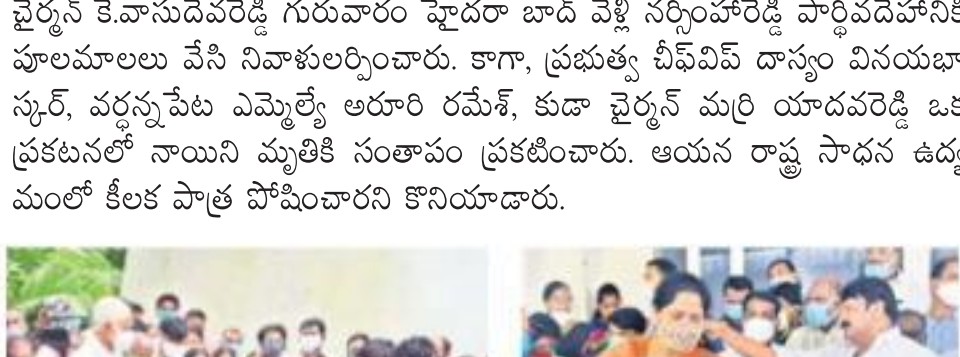 చైర్మన్ కె.వాసుదేవరెడ్డి గురువారం హైదరా బాద్ వెళ్లి నర్సింహారెడ్డి పార్థివదేహానికి
పూలమాలలు వేసి నివాళులర్పించారు. కాగా, ప్రభుత్వ చీఫ్‌విప్ దాస్యం వినయభా
స్కర్, వర్ధన్నపేట ఎమ్మెల్యే అరూరి రమేశ్, కుడా చైర్మన్ మర్రి యాదవరెడ్డి ఒక
ప్రకటనలో నాయిని మృతికి సంతాపం ప్రకటించారు. ఆయన రాష్ట్ర సాధన ఉద్య
మంలో కీలక పాత్ర పోషించారని కొనియాడారు.